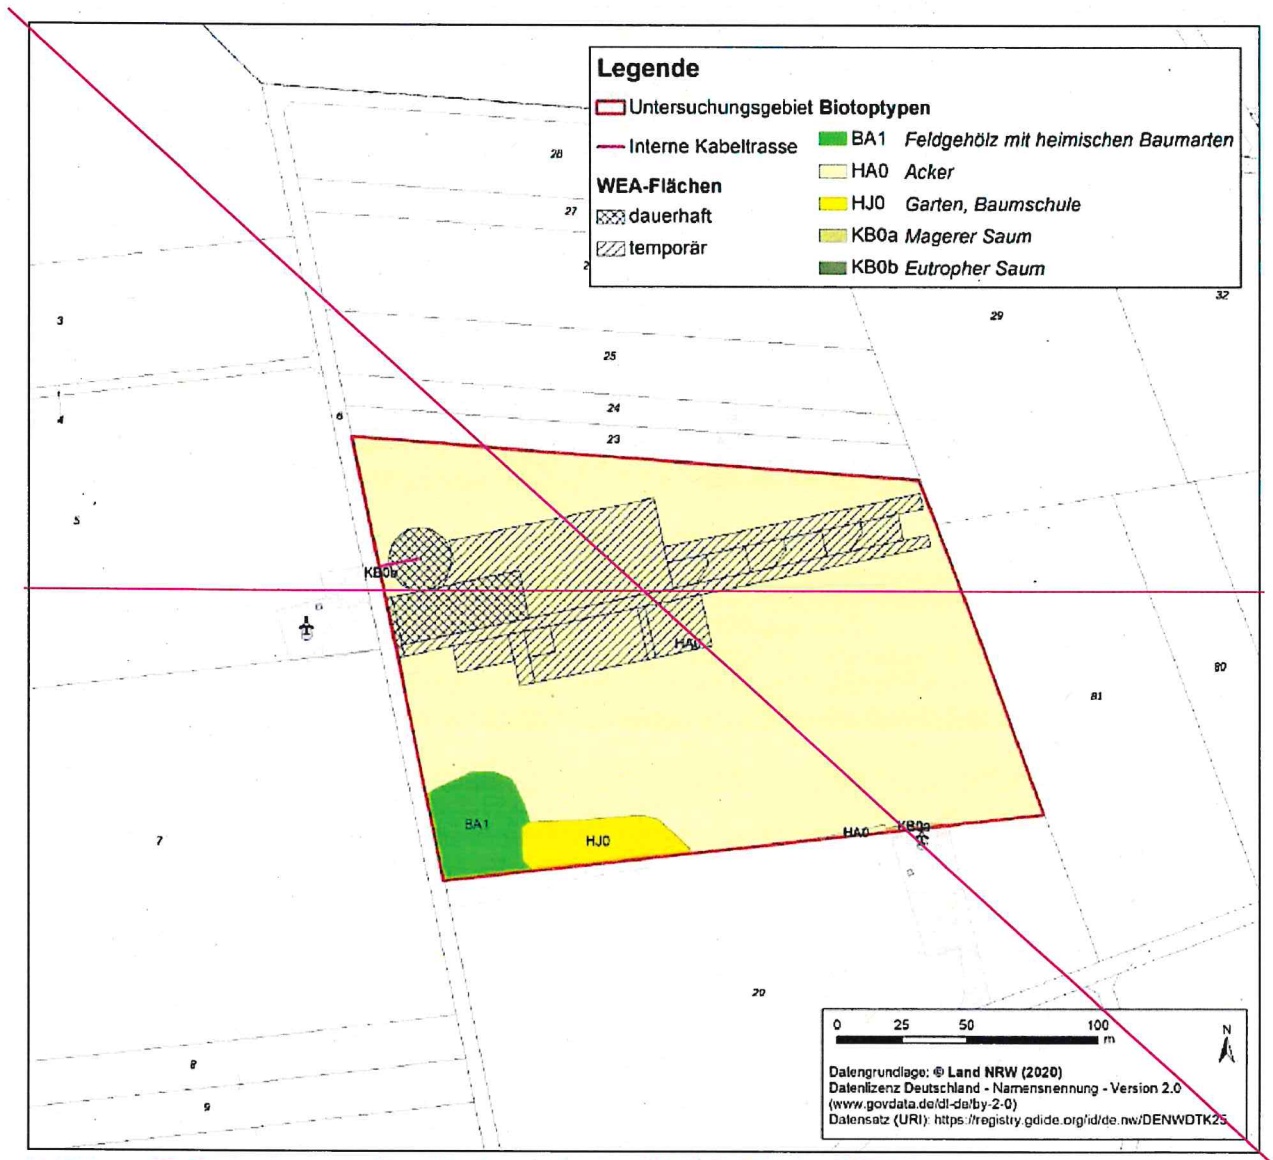 Legende
Untersuchungsgebiet
Interne Kabeltrasse
WEA-Flächen
dauerhaft
temporär
Biotoptypen
BA1 Feldgehölz mit heimischen Baumarten
HA0 Acker
HJ0 Garten, Baumschule
KB0a Magerer Saum
KB0b Eutropher Saum
28
27
2
32
29
3
25
1
4
6
24
23
5
KB0b
HA0
80
81
BA1
HJ0
HA0
KB0a
7
20
8
9
0 25 50 100
m
N
Datengrundlage: © Land NRW (2020)
Datenlizenz Deutschland - Namensnennung - Version 2.0
(www.govdata.de/dl-de/by-2-0)
Datensatz (URI): https://registry.gdide.org/id/de.nw/DENWDTK25